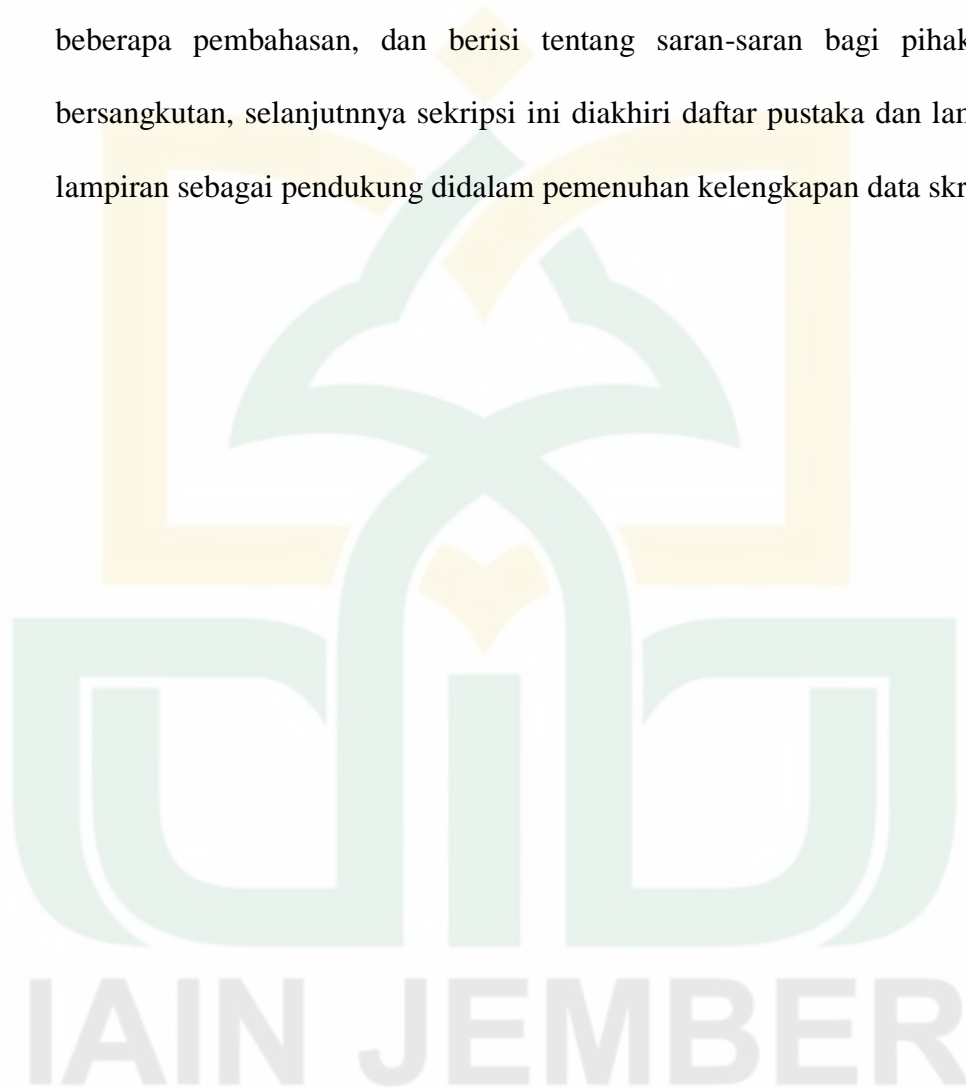 beberapa pembahasan, dan berisi tentang saran-saran bagi pihak
bersangkutan, selanjutnnya sekripsi ini diakhiri daftar pustaka dan lan
lampiran sebagai pendukung didalam pemenuhan kelengkapan data skr
IAIN JEMBER